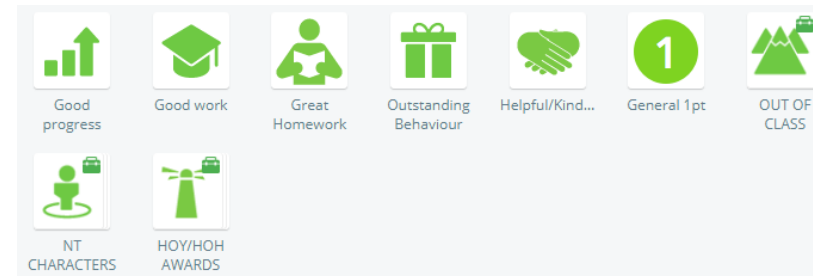 1
Good
progress
Good work
Great
Homework
Outstanding
Behaviour
Helpful/Kind...
General 1pt
OUT OF
CLASS
NT
CHARACTERS
HOY/HOH
AWARDS